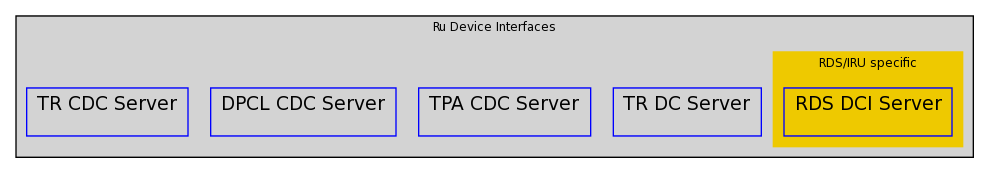 Ru Device Interfaces
RDS/IRU specific
TR CDC Server
DPCL CDC Server
TPA CDC Server
TR DC Server
RDS DCI Server